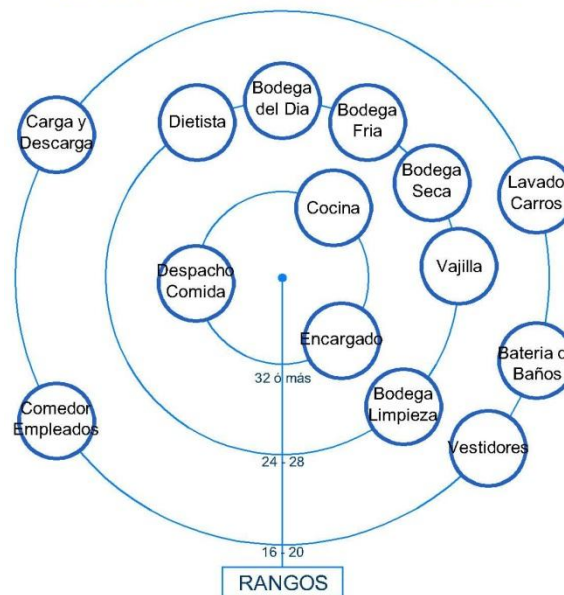 Bodega
del Dia
Dietista
Bodega
Fria
Carga y
Descarga
Bodega
Seca
Lavado
Carros
Cocina
Vajilla
Despacho
Comida
Encargado
Bateria
Baños
32 ó más
Bodega
Limpieza
Comedor
Empleados
Vestidores
24 - 28
16 - 20
RANGOS